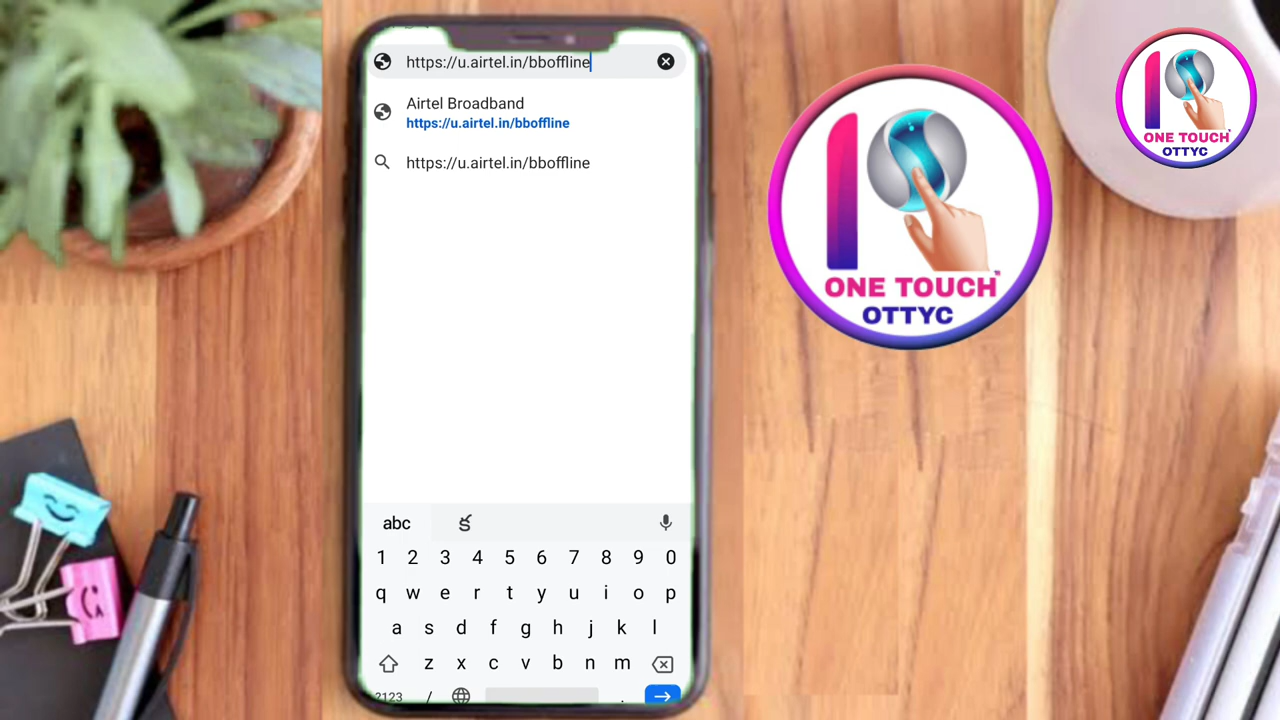 https://u.airtel.in/bboffline
Airtel Broadband
https://u.airtel.in/bboffline
https://u.airtel.in/bboffline
abc క
1 2 3 4 5 6 7 8 9 0
q w e r t y u i o p
a s d f g h j k l
z x c v b n m
?123 / .
ONE TOUCH
OTTYC
ONE TOUCH
OTTYC